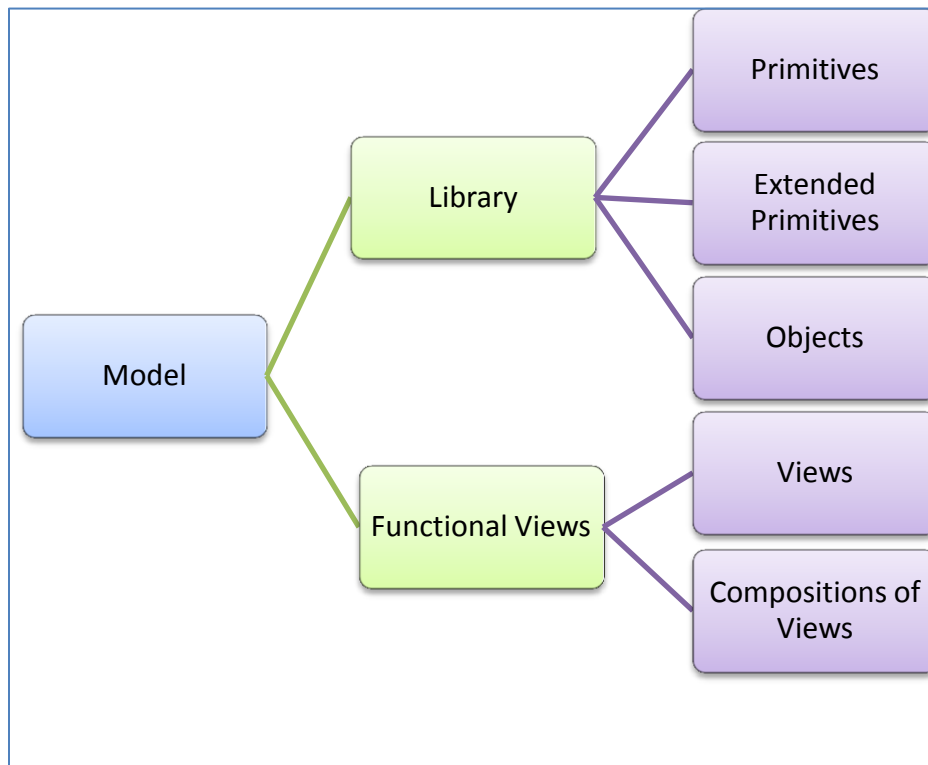 Primitives
Library
Extended
Primitives
Objects
Model
Views
Functional Views
Compositions of
Views